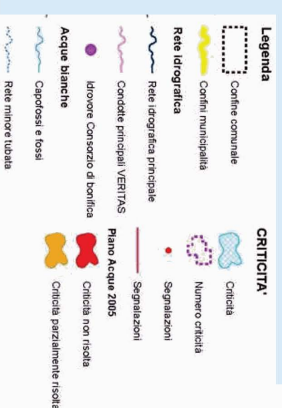 Legenda
Confine comunale
Confini municipalità
Rete idrografica
Rete idrografica principale
Condotte principali VERITAS
Idrovore Consorzio di bonifica
Acque bianche
Capofossi e fossi
Rete minore tubata
CRITICITA'
Criticità
Numero criticità
Segnalazioni
Segnalazioni
Piano Acque 2005
Criticità non risolta
Criticità parzialmente risolta